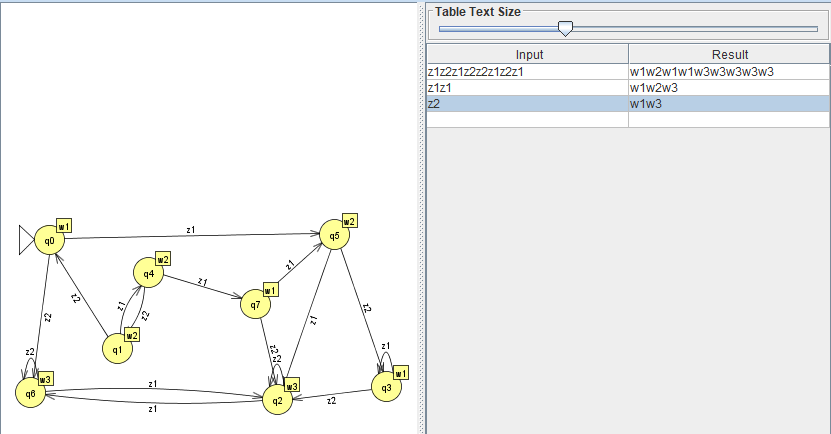 Table Text Size
Input Result
z1z2z1z2z2z1z2z1 w1w2w1w1w3w3w3w3w3
z1z1 w1w2w3
z2 w1w3
w1
q0
z1
w2
q5
w2
q4
z1
w1
q7
z1
z2
z2
z1
z2
w2
q1
z1
z2
z2
z2
w3
q6
z1
z1
z2
w3
q2
z2
z1
w1
q3